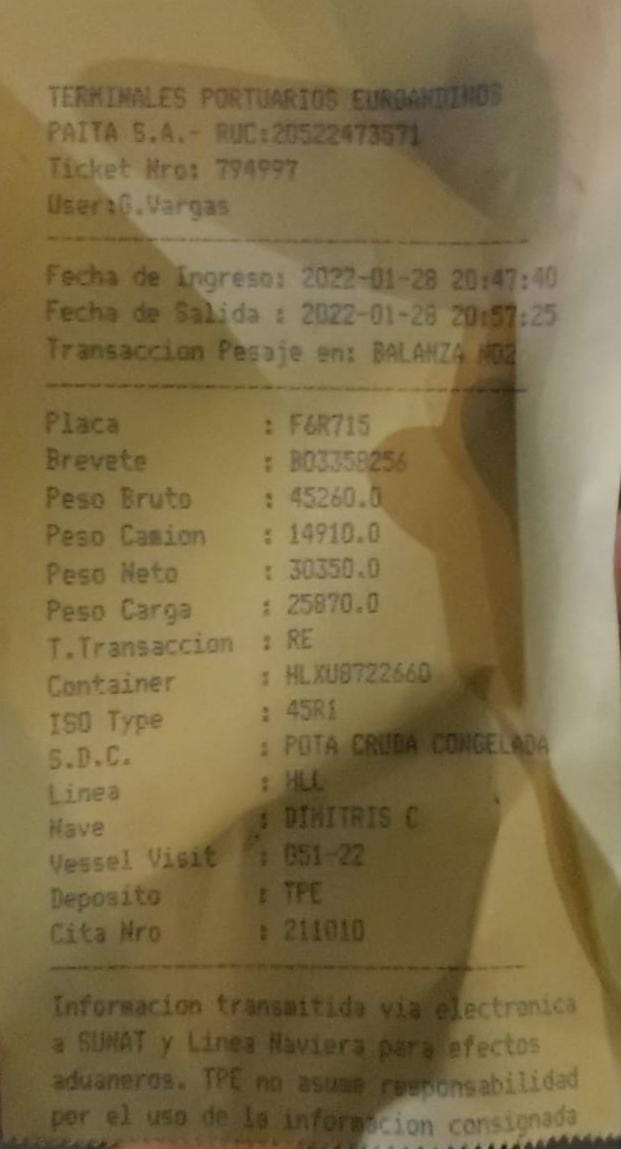 TERMINALES PORTUARIOS EUROANDINOS
PAITA S.A.- RUC:20522473571
Ticket Nro: 794997
User:G.Vargas
Fecha de Ingreso: 2022-01-28 20:47:40
Fecha de Salida : 2022-01-28 20:57:25
Transaccion Pesaje en: BALANZA NO2
Placa : F6R715
Brevete : B03358256
Peso Bruto : 45260.0
Peso Camion : 14910.0
Peso Neto : 30350.0
Peso Carga : 25870.0
T.Transaccion : RE
Container : HLXU8722660
ISO Type : 45R1
S.D.C. : POTA CRUDA CONGELADA
Linea : HLL
Nave : DIMITRIS C
Vessel Visit : 051-22
Deposito : TPE
Cita Nro : 211010
Informacion transmitida via electronica
a SUNAT y Linea Naviera para efectos
aduaneros. TPE no asume responsabilidad
por el uso de la informacion consignada